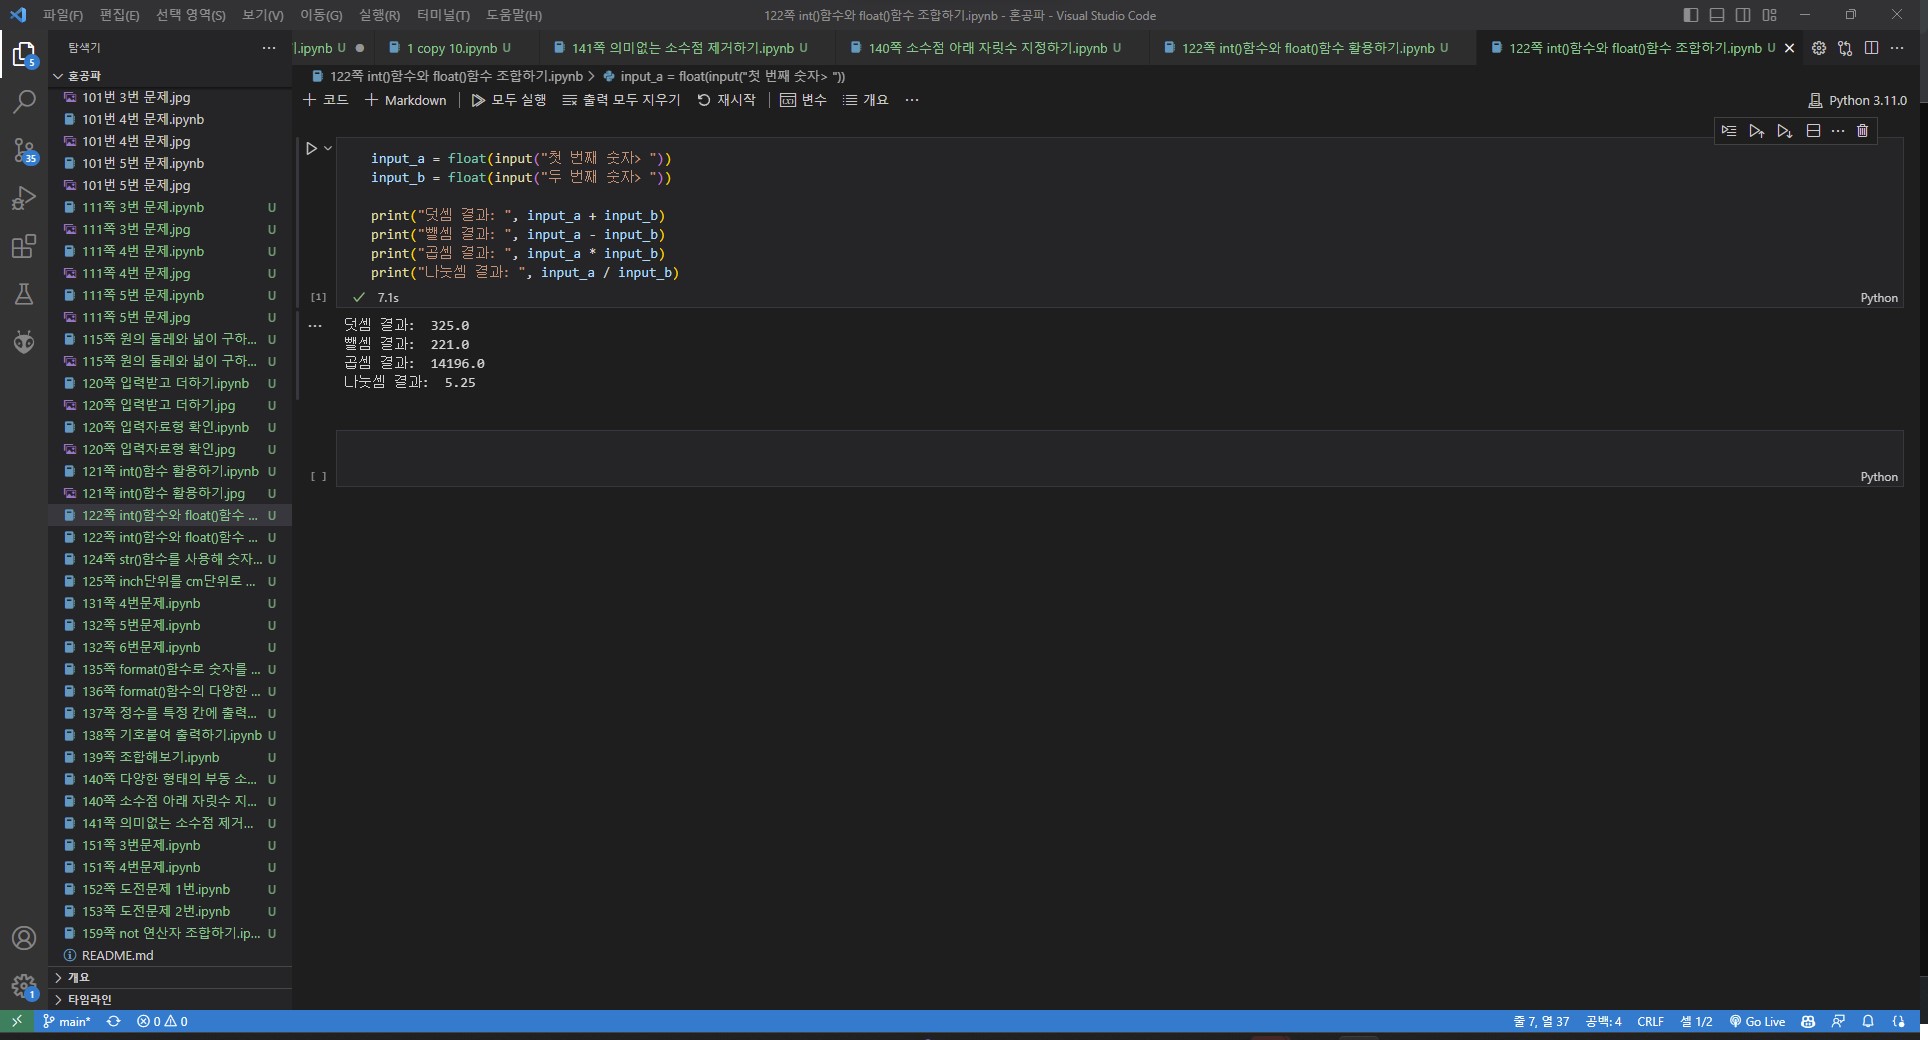 파일(F) 편집(E) 선택 영역(S) 보기(V) 이동(G) 실행(R) 터미널(T) 도움말(H)
122쪽 int()함수와 float()함수 조합하기.ipynb - 혼공파 - Visual Studio Code
탐색기
].ipynb U
1 copy 10.ipynb U
141쪽 의미없는 소수점 제거하기.ipynb U
140쪽 소수점 아래 자릿수 지정하기.ipynb U
122쪽 int()함수와 float()함수 활용하기.ipynb U
122쪽 int()함수와 float()함수 조합하기.ipynb U
혼공파
101번 3번 문제.jpg
101번 4번 문제.ipynb
101번 4번 문제.jpg
101번 5번 문제.ipynb
101번 5번 문제.jpg
111쪽 3번 문제.ipynb U
111쪽 3번 문제.jpg U
111쪽 4번 문제.ipynb U
111쪽 4번 문제.jpg U
111쪽 5번 문제.ipynb U
111쪽 5번 문제.jpg U
115쪽 원의 둘레와 넓이 구하... U
115쪽 원의 둘레와 넓이 구하... U
120쪽 입력받고 더하기.ipynb U
120쪽 입력받고 더하기.jpg U
120쪽 입력자료형 확인.ipynb U
120쪽 입력자료형 확인.jpg U
121쪽 int()함수 활용하기.ipynb U
121쪽 int()함수 활용하기.jpg U
122쪽 int()함수와 float()함수 ... U
122쪽 int()함수와 float()함수 ... U
124쪽 str()함수를 사용해 숫자... U
125쪽 inch단위를 cm단위로 ... U
131쪽 4번문제.ipynb U
132쪽 5번문제.ipynb U
132쪽 6번문제.ipynb U
135쪽 format()함수로 숫자를 ... U
136쪽 format()함수의 다양한 ... U
137쪽 정수를 특정 칸에 출력... U
138쪽 기호붙여 출력하기.ipynb U
139쪽 조합해보기.ipynb U
140쪽 다양한 형태의 부동 소... U
140쪽 소수점 아래 자릿수 지... U
141쪽 의미없는 소수점 제거... U
151쪽 3번문제.ipynb U
151쪽 4번문제.ipynb U
152쪽 도전문제 1번.ipynb U
153쪽 도전문제 2번.ipynb U
159쪽 not 연산자 조합하기.ip... U
README.md
개요
타임라인
5
35
1
122쪽 int()함수와 float()함수 조합하기.ipynb > input_a = float(input("첫 번째 숫자> "))
+ 코드 + Markdown 모두 실행 출력 모두 지우기 재시작 변수 개요 ...
Python 3.11.0
input_a = float(input("첫 번째 숫자> "))
input_b = float(input("두 번째 숫자> "))
print("덧셈 결과: ", input_a + input_b)
print("뺄셈 결과: ", input_a - input_b)
print("곱셈 결과: ", input_a * input_b)
print("나눗셈 결과: ", input_a / input_b)
[1] 7.1s
Python
덧셈 결과:  325.0
뺄셈 결과:  221.0
곱셈 결과:  14196.0
나눗셈 결과:  5.25
[ ]
Python
main* 0 0
줄 7, 열 37 공백: 4 CRLF 셀 1/2 Go Live